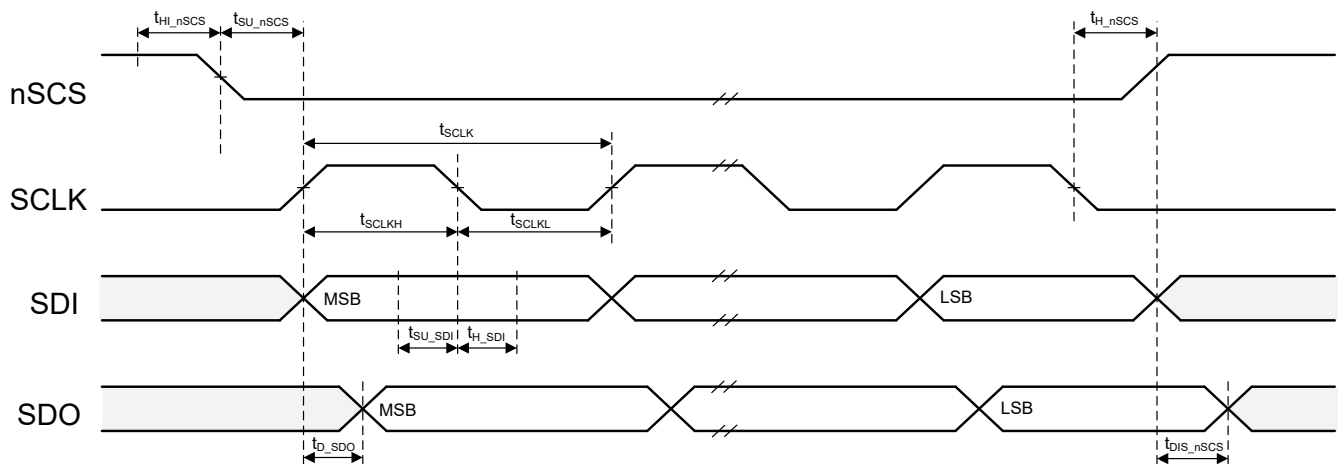 tHI_nSCS tSU_nSCS tH_nSCS
nSCS
tSCLK
SCLK
tSCLKH tSCLKL
SDI MSB LSB
tSU_SDI tH_SDI
SDO MSB LSB
tD_SDO tDIS_nSCS